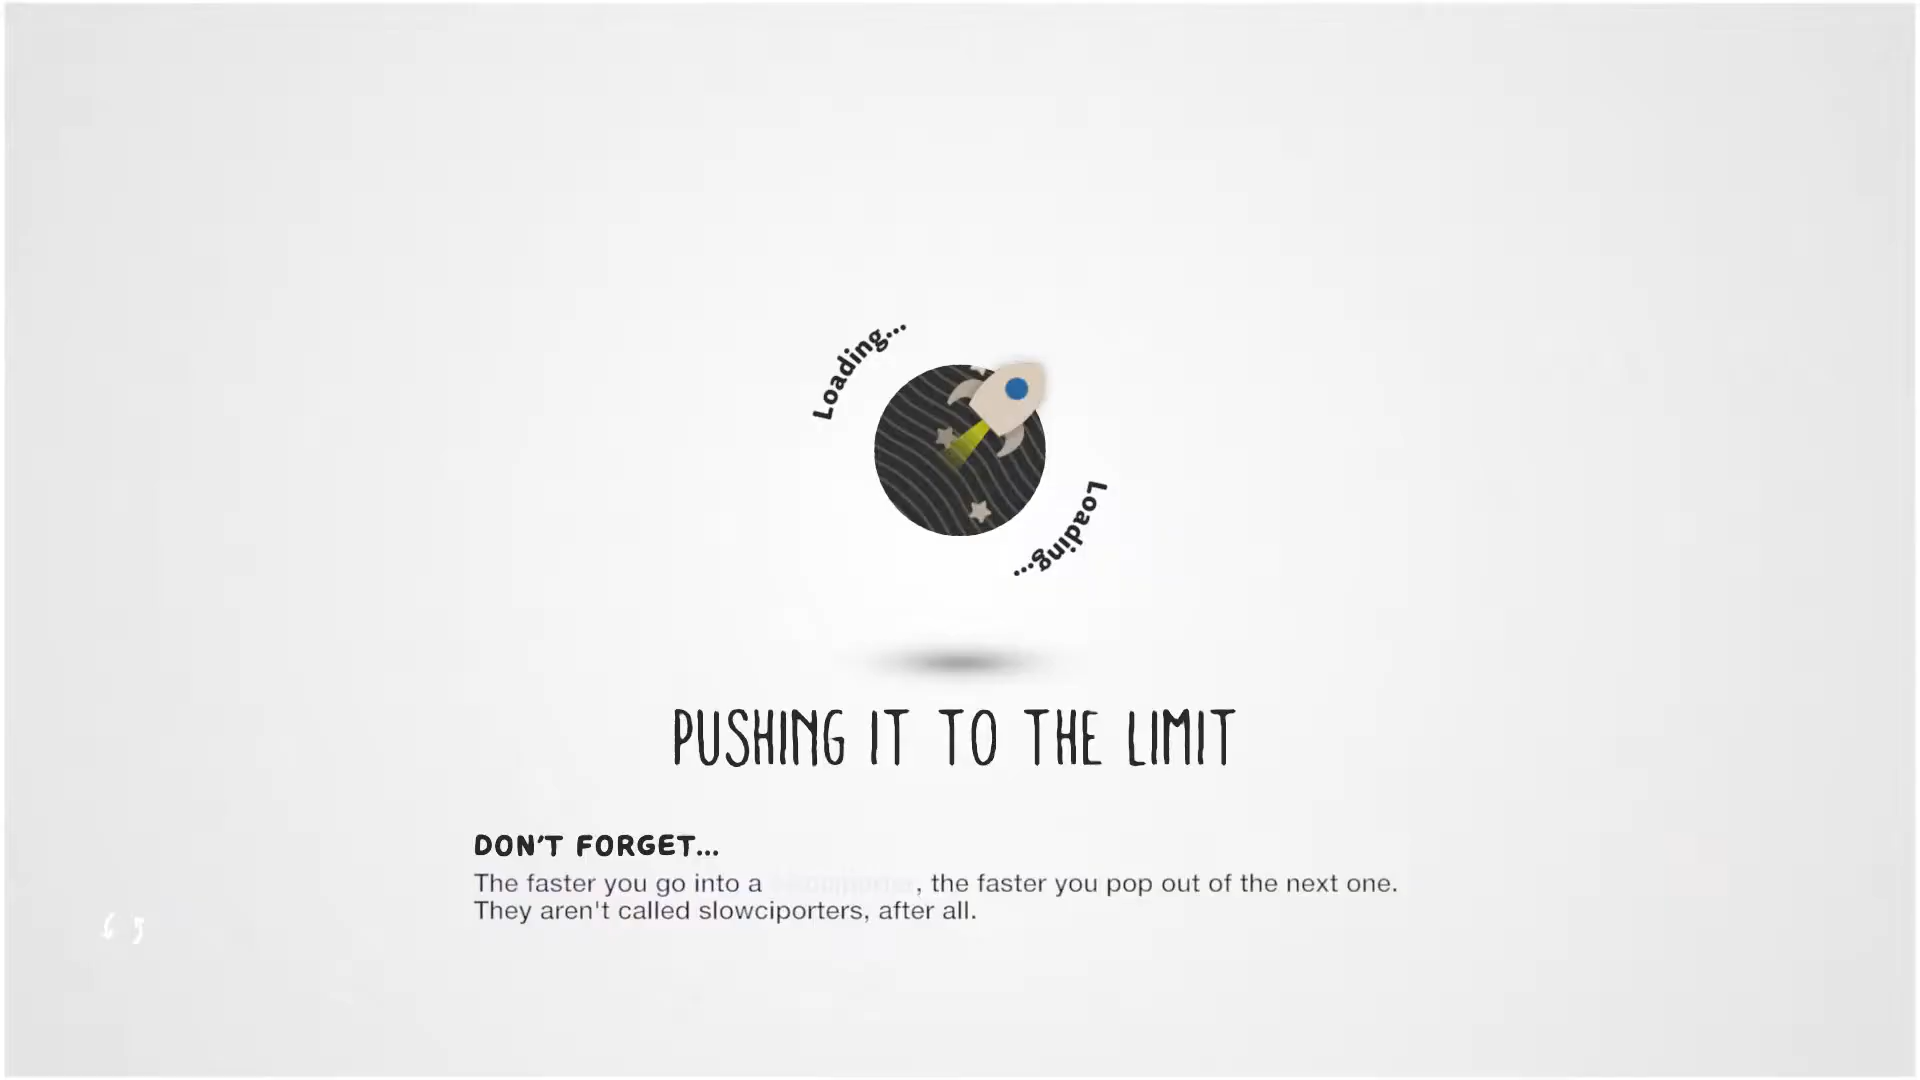 Loading...
Loading...
PUSHING IT TO THE LIMIT
DON'T FORGET...
The faster you go into a , the faster you pop out of the next one.
They aren't called slowciporters, after all.